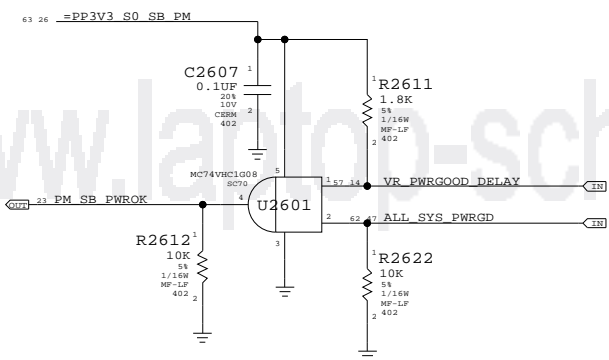 63 26 =PP3V3_S0_SB_PM
C2607
0.1UF
20%
10V
CERM
402
1
2
R2611
1.8K
5%
1/16W
MF-LF
402
1
2
MC74VHC1G08
SC70
U2601
5
4
3
1
2
57 14 VR_PWRGOOD_DELAY IN
OUT 23 PM_SB_PWROK
62 47 ALL_SYS_PWRGD IN
R2612
10K
5%
1/16W
MF-LF
402
1
2
R2622
10K
5%
1/16W
MF-LF
402
1
2
www.laptop-sch